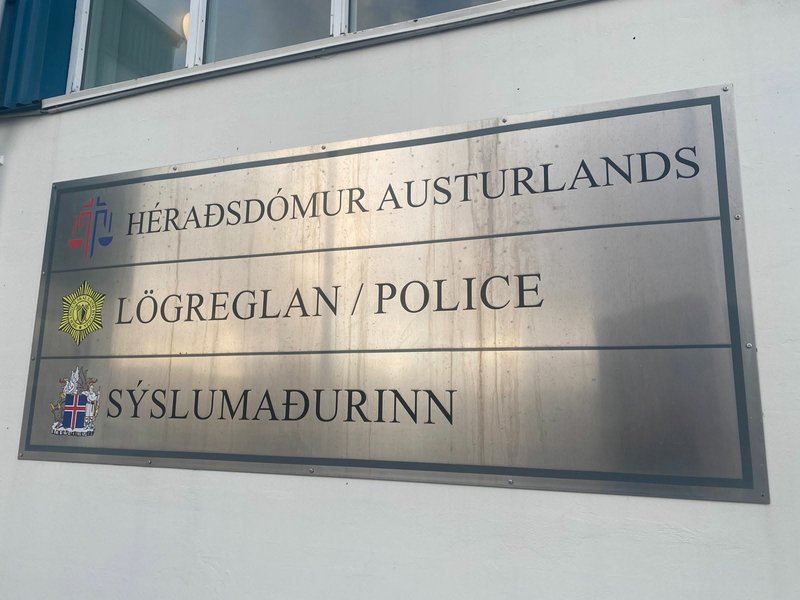 HÉRAÐSDÓMUR AUSTURLANDS
LÖGREGLAN / POLICE
SÝSLUMAÐURINN